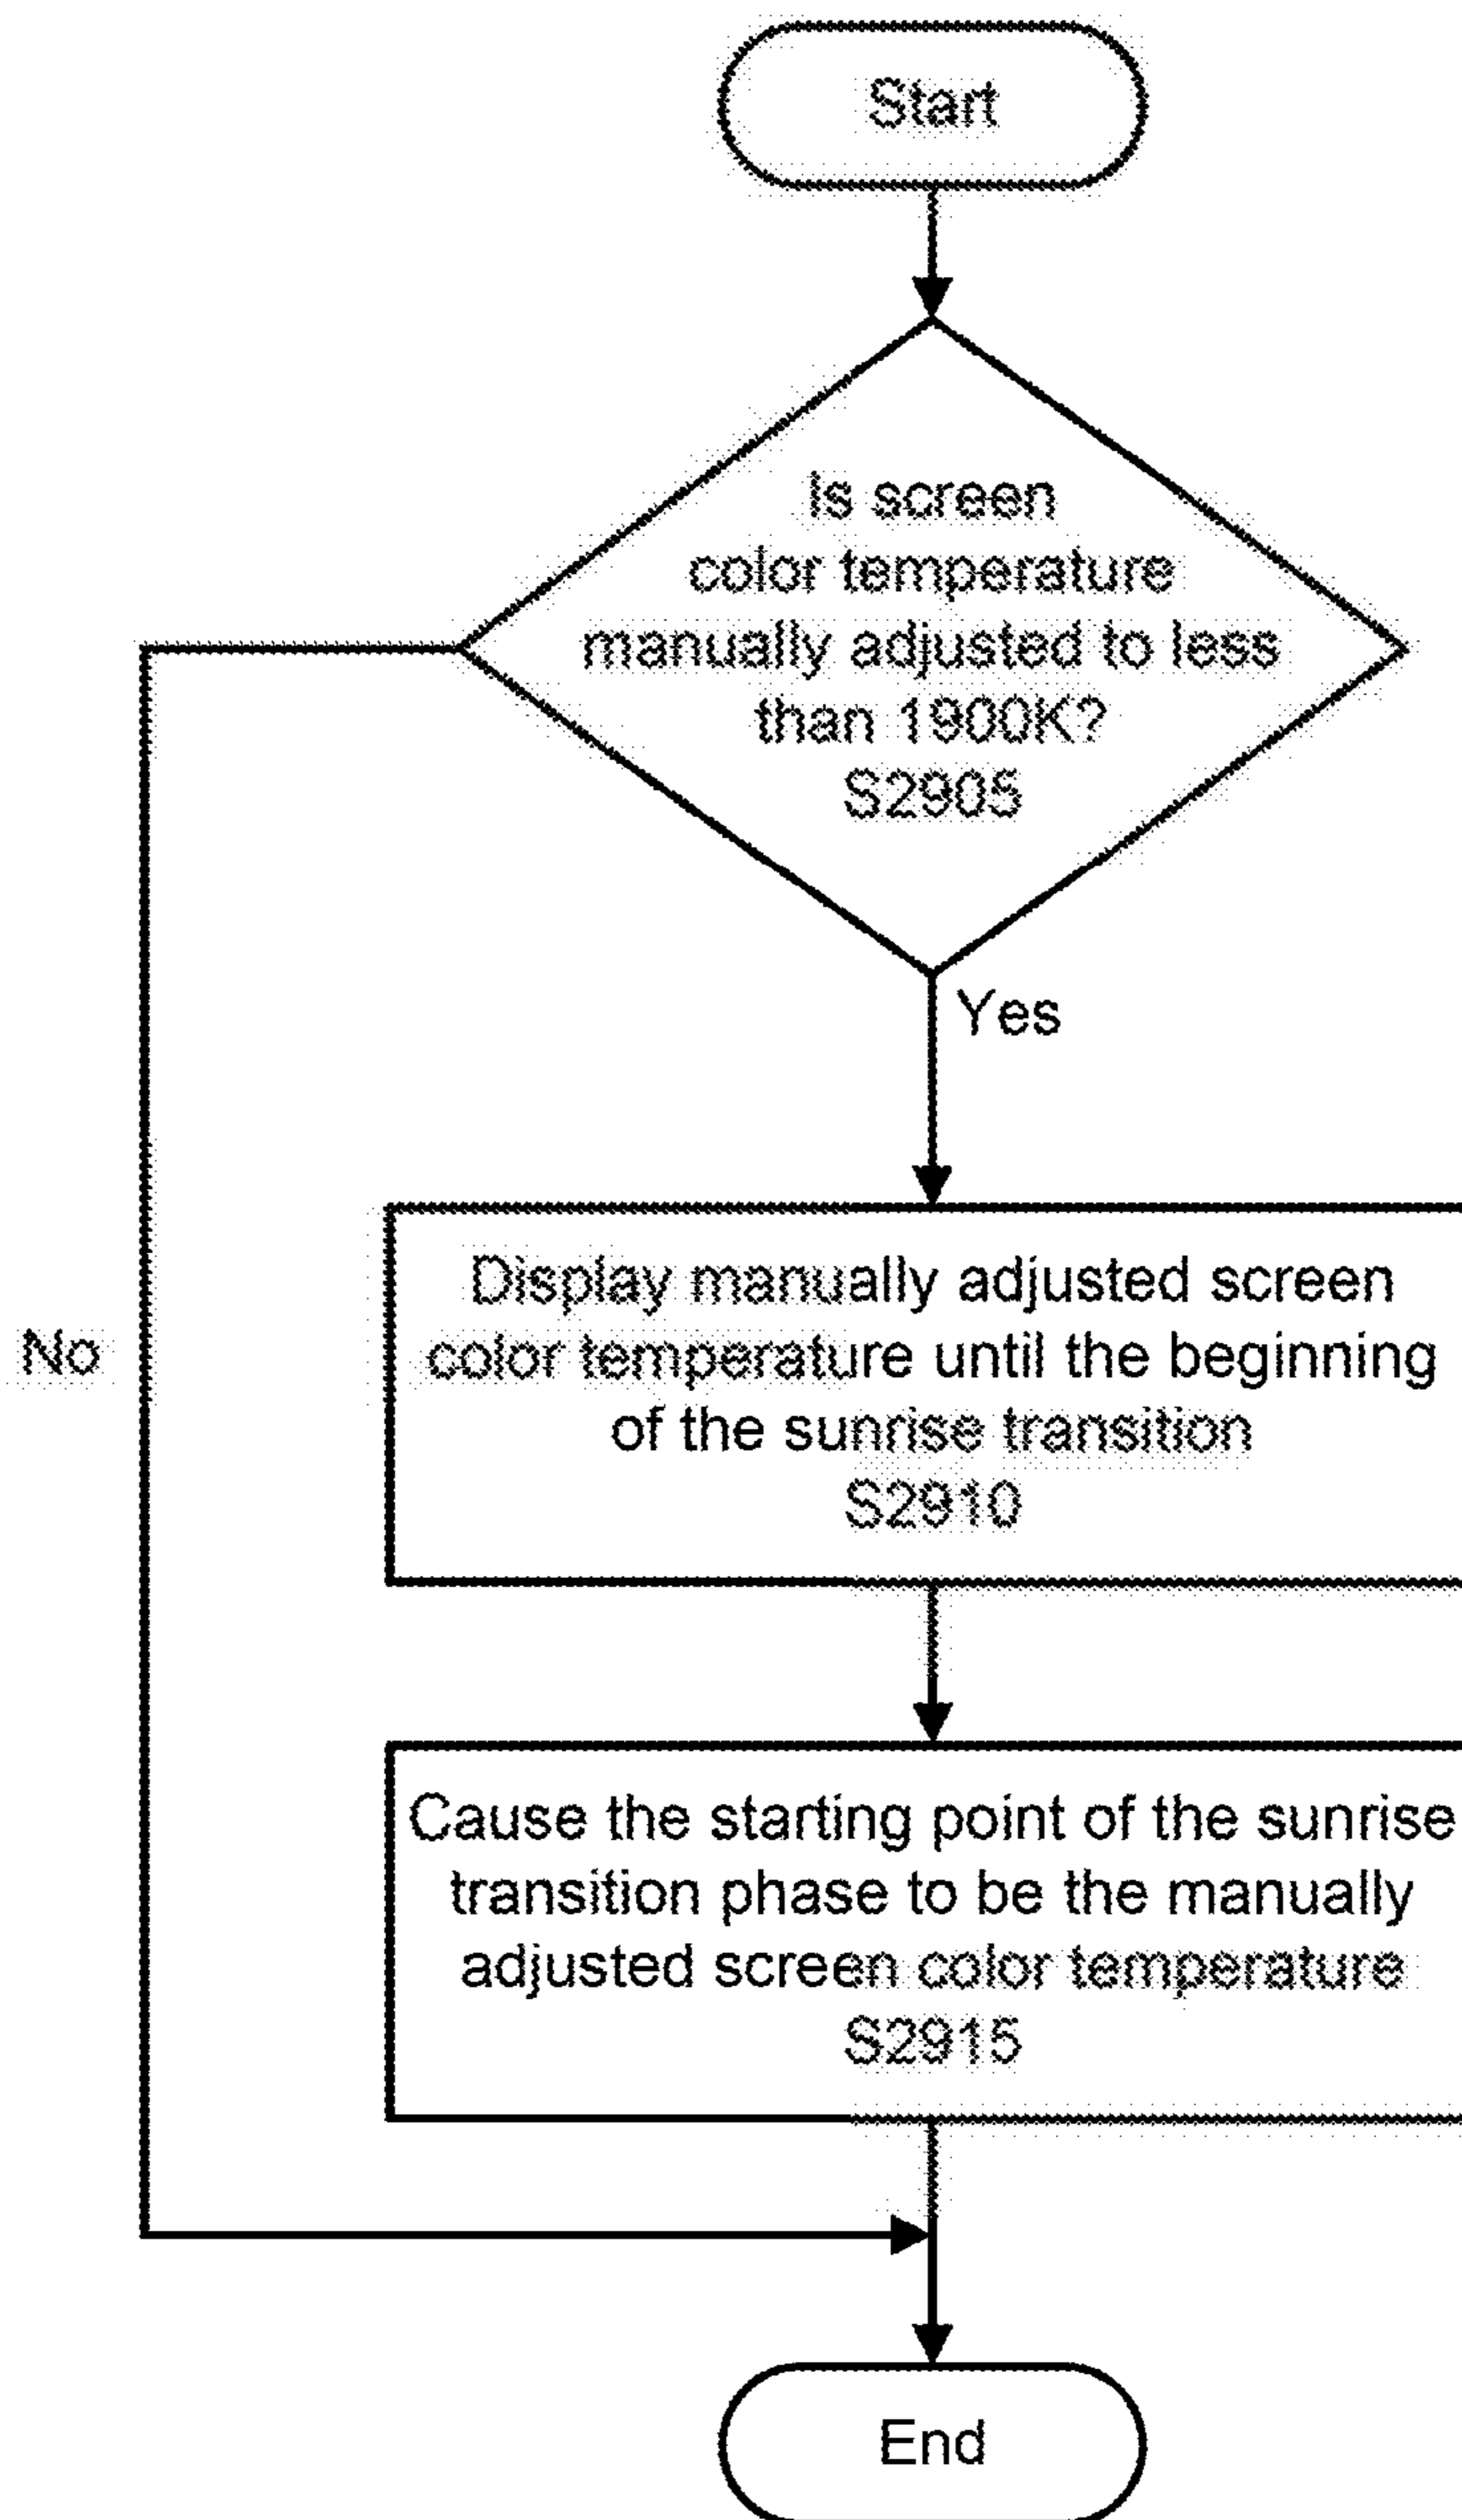 Start
Is screen
color temperature
manually adjusted to less
than 1900K?
S2905
Yes
Display manually adjusted screen
color temperature until the beginning
of the sunrise transition
S2910
No
Cause the starting point of the sunrise
transition phase to be the manually
adjusted screen color temperature
S2915
End